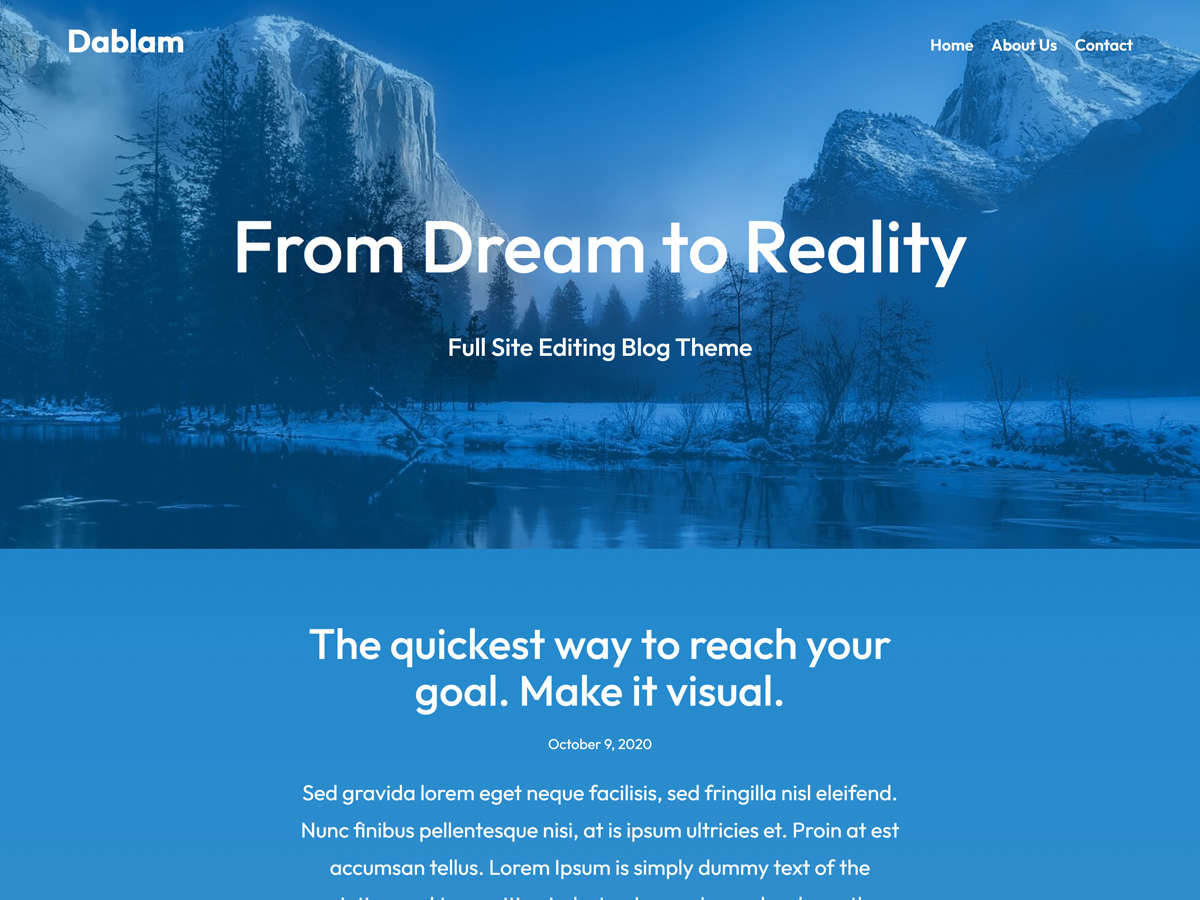 Dablam
Home About Us Contact
From Dream to Reality
Full Site Editing Blog Theme
The quickest way to reach your
goal. Make it visual.
October 9, 2020
Sed gravida lorem eget neque facilisis, sed fringilla nisl eleifend.
Nunc finibus pellentesque nisi, at is ipsum ultricies et. Proin at est
accumsan tellus. Lorem Ipsum is simply dummy text of the